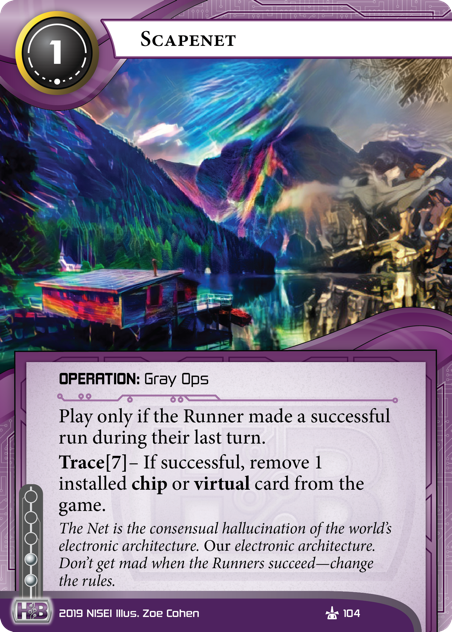 1
SCAPENET
OPERATION: Gray Ops
Play only if the Runner made a successful
run during their last turn.
Trace[7]– If successful, remove 1
installed chip or virtual card from the
game.
The Net is the consensual hallucination of the world's
electronic architecture. Our electronic architecture.
Don't get mad when the Runners succeed—change
the rules.
H&B
2019 NISEI Illus. Zoe Cohen
104